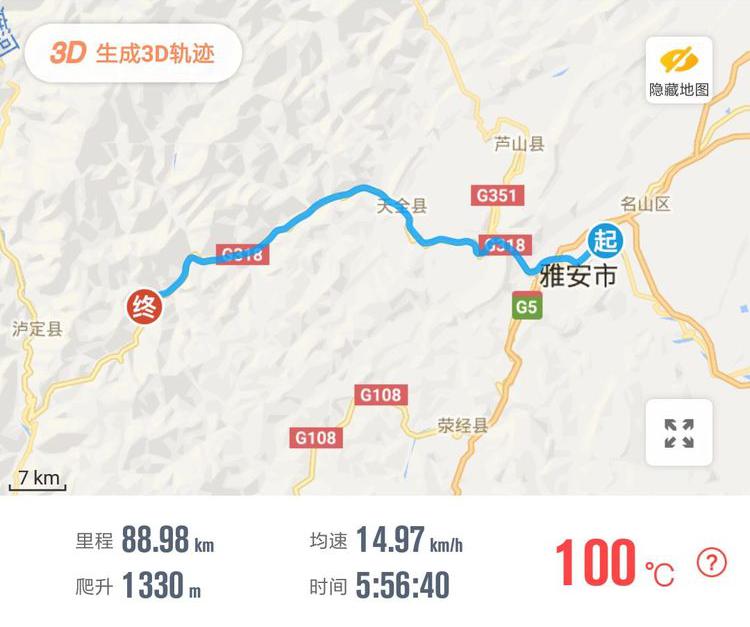 3D 生成3D轨迹
隐藏地图
芦山县
G351
天全县
名山区
G318
G318
起
雅安市
终
G5
泸定县
G108
荥经县
G108
7 km
里程 88.98 km
均速 14.97 km/h
100℃ ?
爬升 1330 m
时间 5:56:40